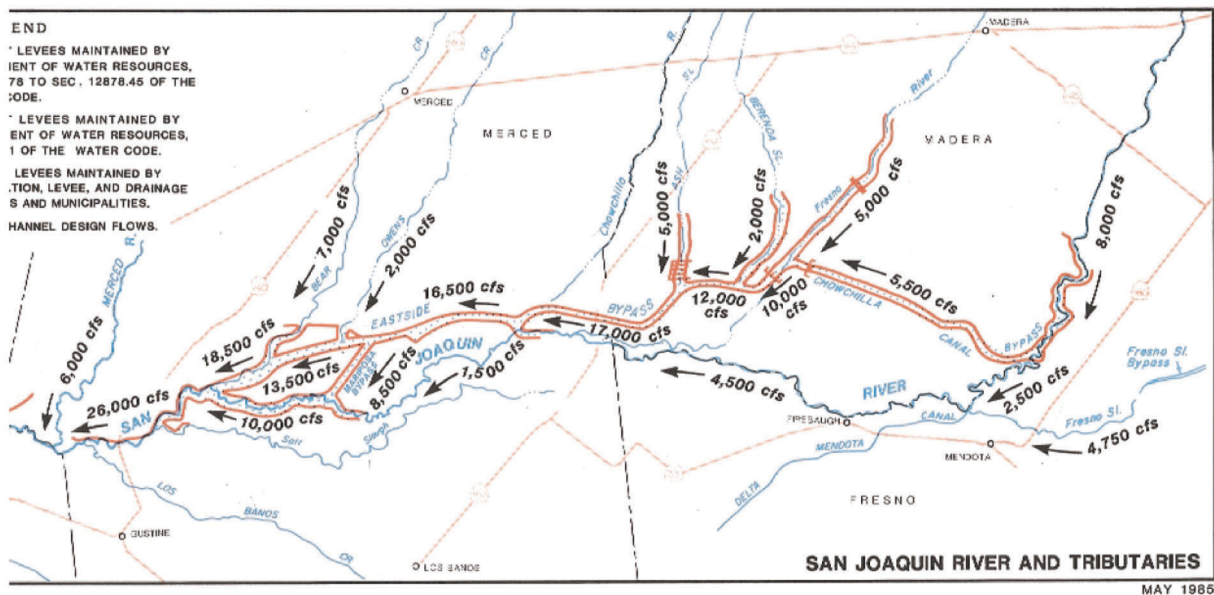 END
' LEVEES MAINTAINED BY
IENT OF WATER RESOURCES,
78 TO SEC. 12878.45 OF THE
CODE.
' LEVEES MAINTAINED BY
ENT OF WATER RESOURCES,
1 OF THE WATER CODE.
LEVEES MAINTAINED BY
TION, LEVEE, AND DRAINAGE
S AND MUNICIPALITIES.
HANNEL DESIGN FLOWS.
MADERA
MERCED
MERCED
MADERA
CR
CR
R.
SL
ASH
BERENDA SL.
River
Fresno
Chowchilla
BEAR
OWENS
MERCED R.
7,000 cfs
2,000 cfs
5,000 cfs
2,000 cfs
5,000 cfs
8,000 cfs
6,000 cfs
16,500 cfs
EASTSIDE
BYPASS
17,000 cfs
12,000 cfs
10,000 cfs
5,500 cfs
CHOWCHILLA
CANAL
BYPASS
18,500 cfs
13,500 cfs
MARIPOSA BYPASS
8,500 cfs
JOAQUIN
1,500 cfs
4,500 cfs
RIVER
2,500 cfs
Fresno Sl. Bypass
Fresno Sl.
4,750 cfs
26,000 cfs
SAN
10,000 cfs
Salt
Slough
FIREBAUGH
CANAL
MENDOTA
DELTA
MENDOTA
FRESNO
LOS
BANOS
CR
GUSTINE
LOS BANOS
SAN JOAQUIN RIVER AND TRIBUTARIES
MAY 1985